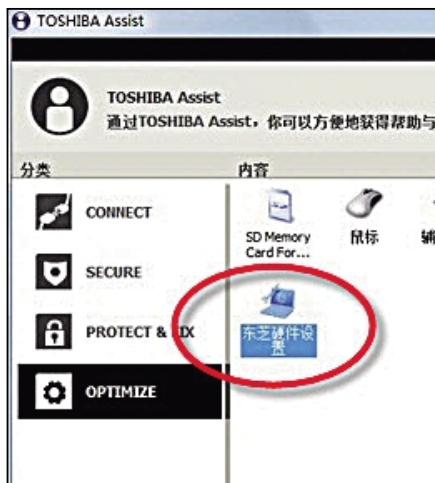 TOSHIBA Assist
TOSHIBA Assist
通过TOSHIBA Assist，你可以方便地获得帮助与
分类
内容
CONNECT
SECURE
PROTECT & FIX
OPTIMIZE
SD Memory
Card For...
鼠标
辅
东芝硬件设
置